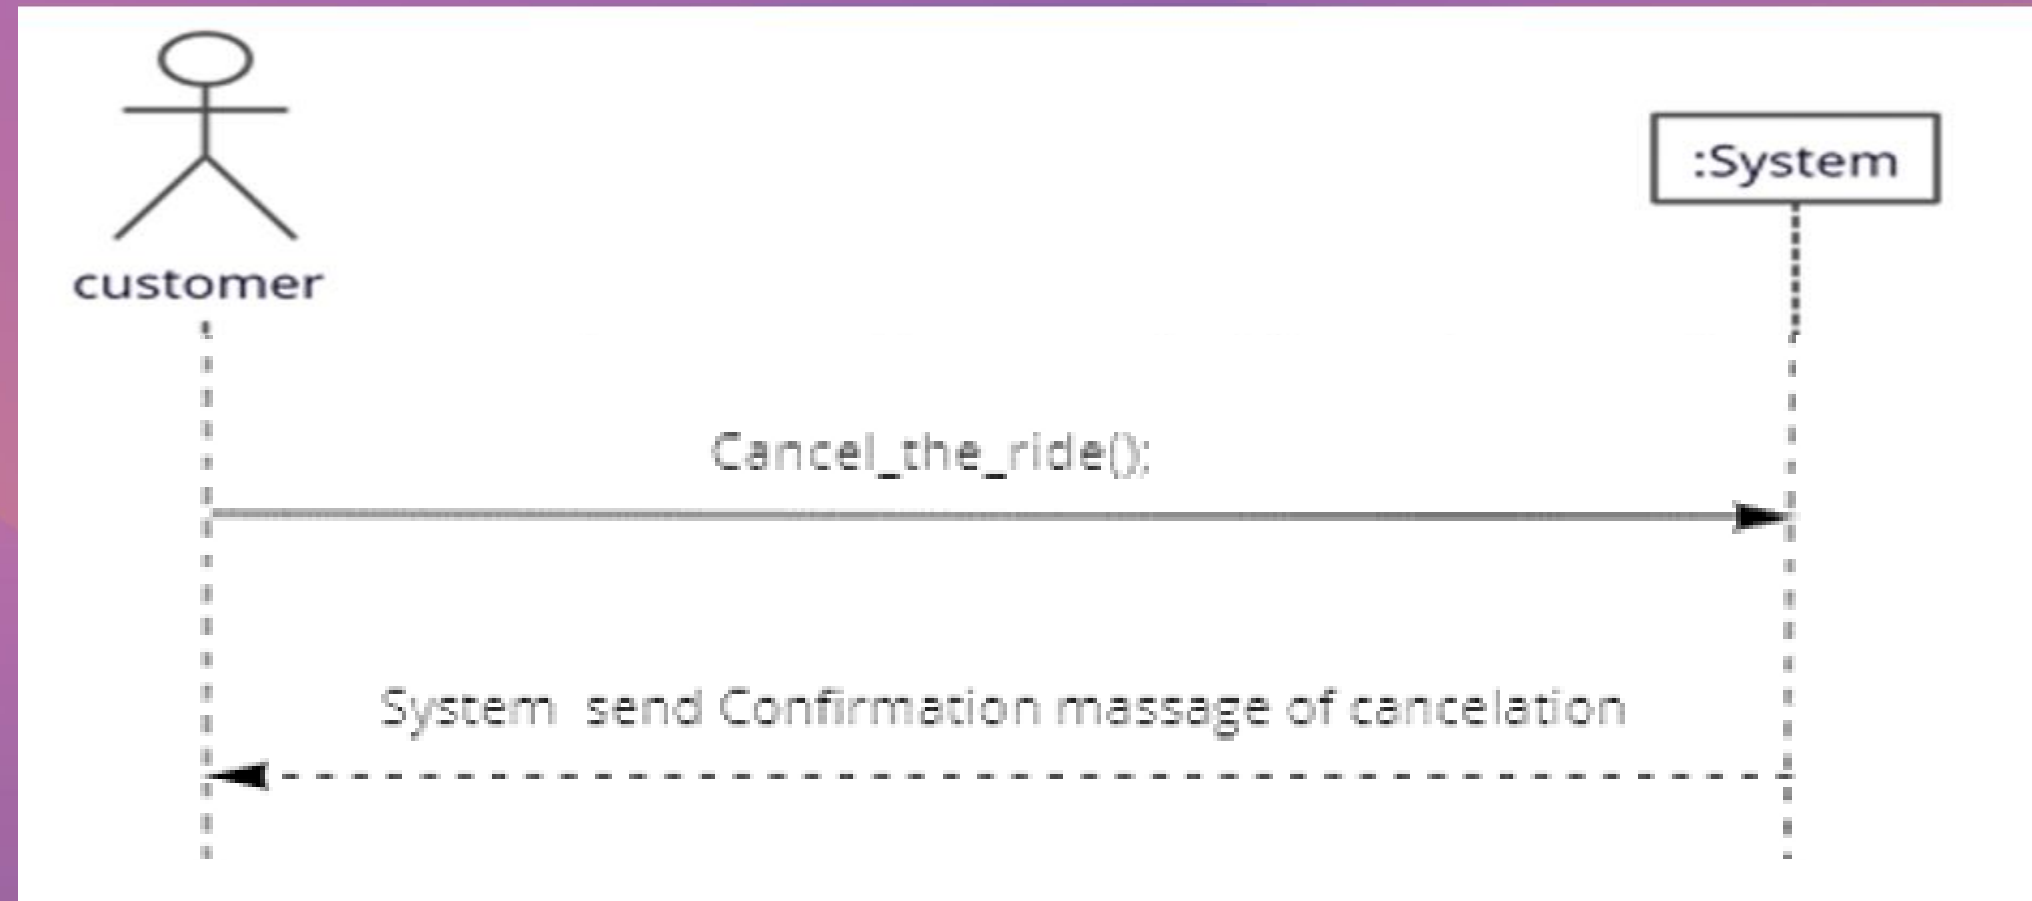 :System
customer
Cancel_the_ride();
System send Confirmation massage of cancelation